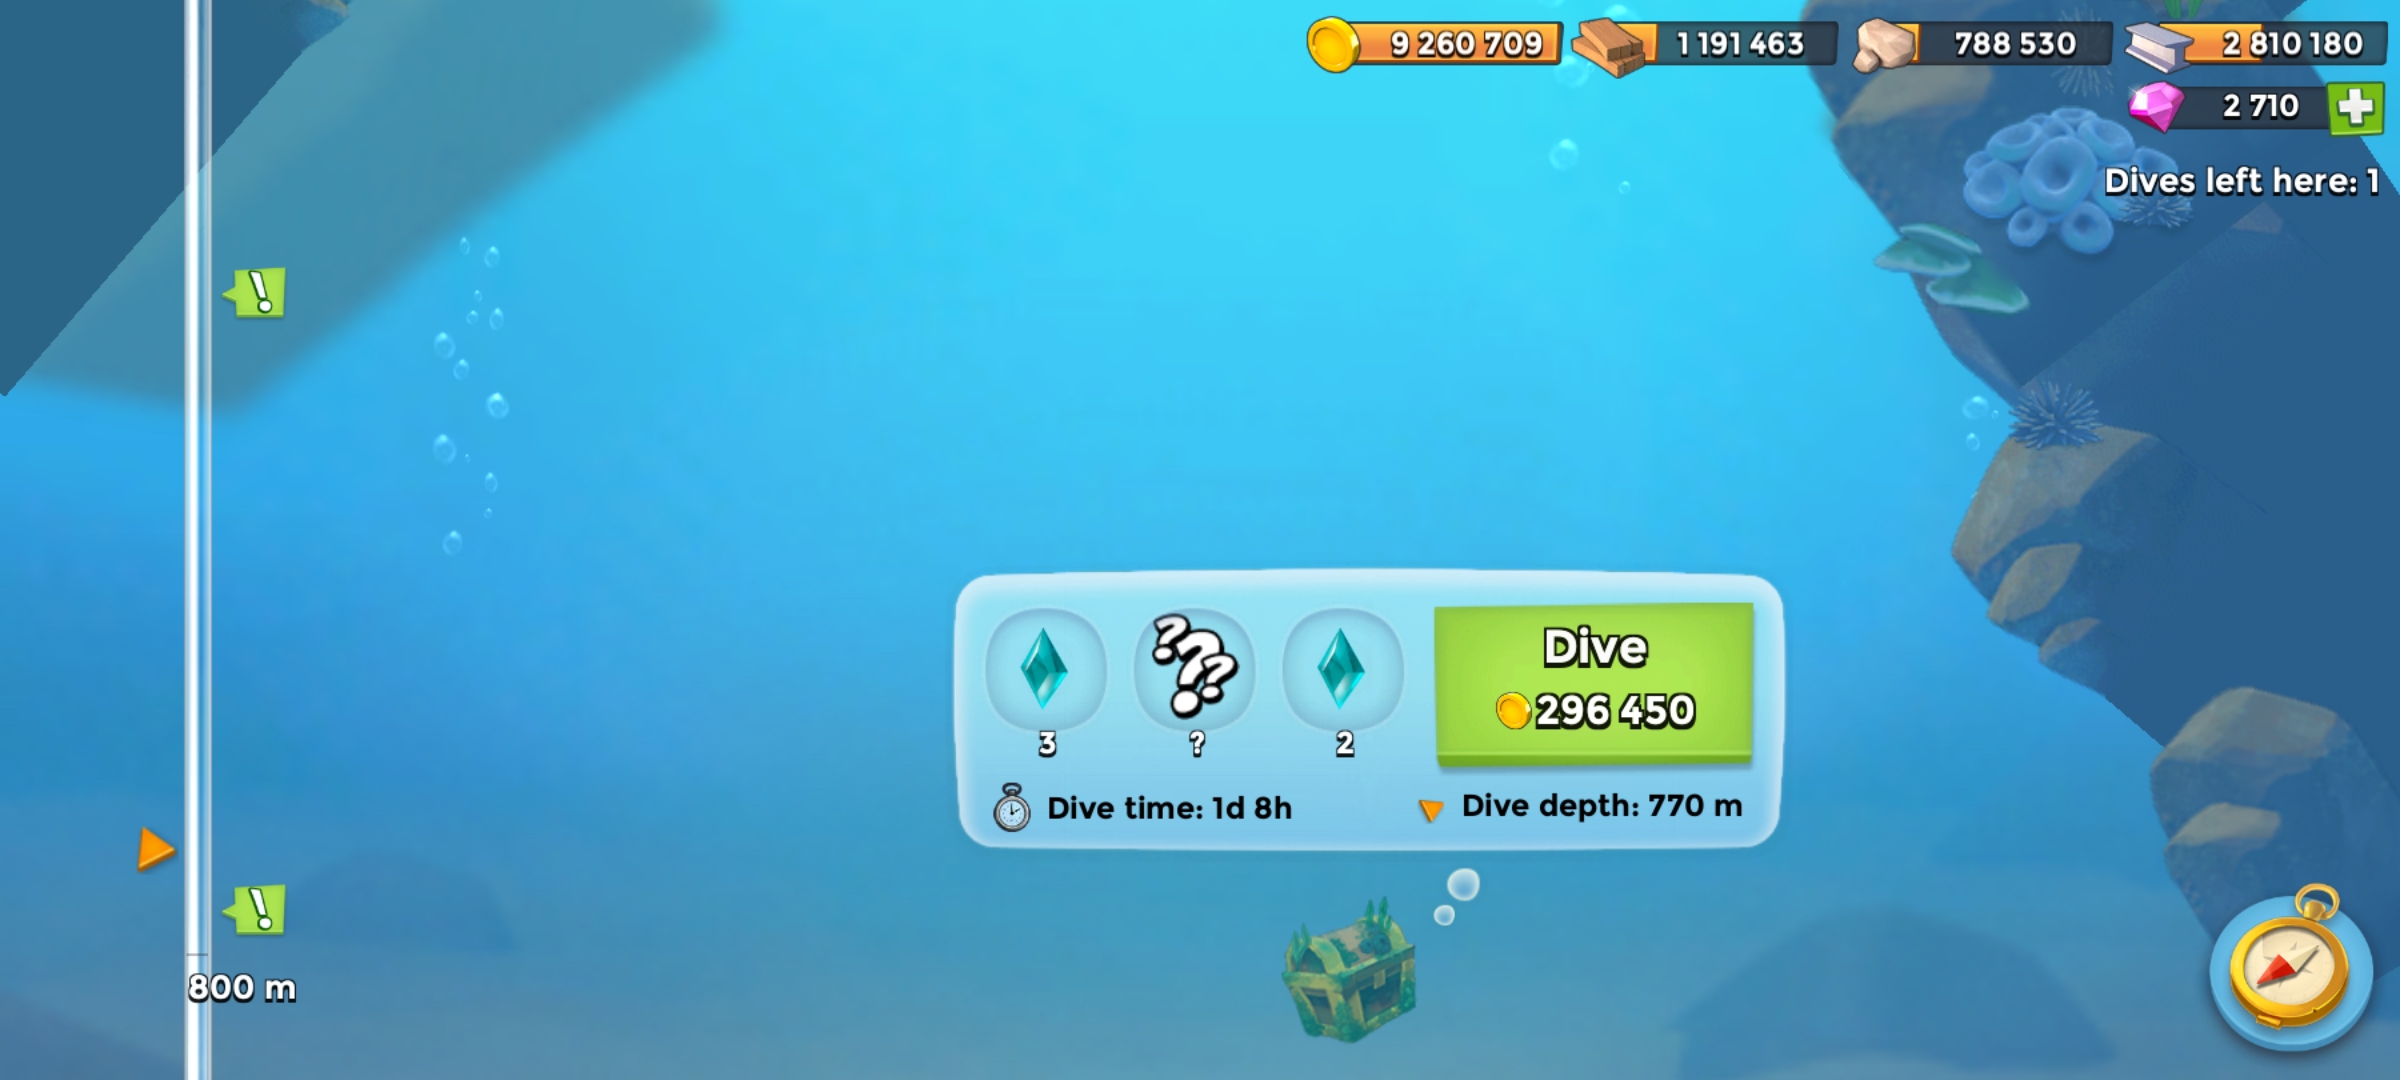 9 260 709
1 191 463
788 530
2 810 180
2 710
Dives left here: 1
!
Dive
296 450
3
?
2
Dive time: 1d 8h
Dive depth: 770 m
!
800 m